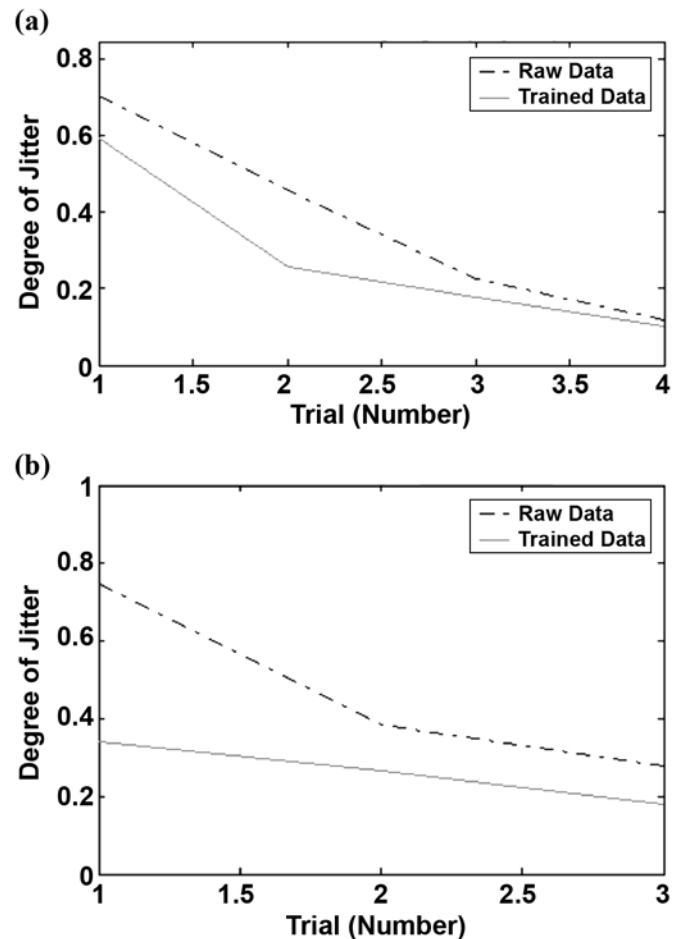 (a)
0.8
0.6
0.4
0.2
0
Degree of Jitter
Raw Data
Trained Data
1 1.5 2 2.5 3 3.5 4
Trial (Number)
(b)
1
0.8
0.6
0.4
0.2
0
Degree of Jitter
Raw Data
Trained Data
1 1.5 2 2.5 3
Trial (Number)